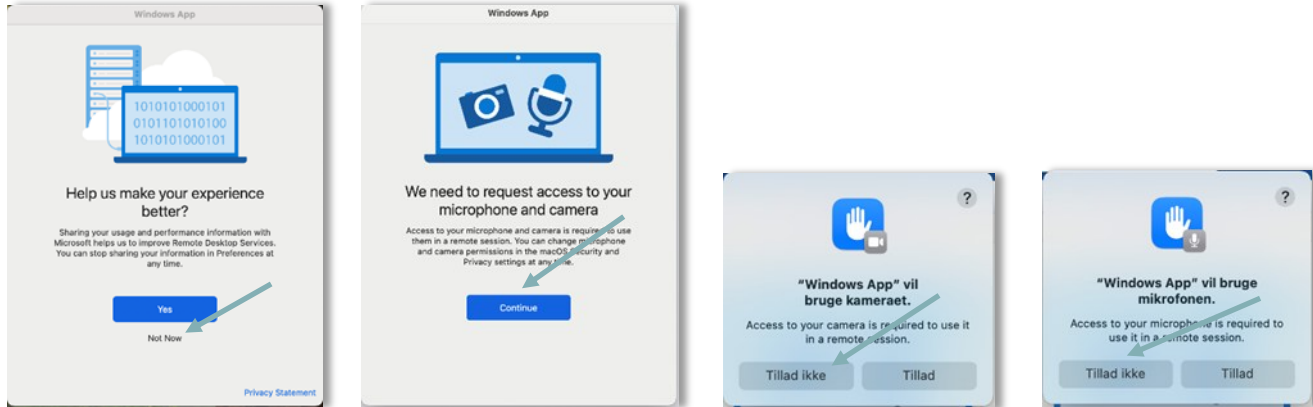 Windows App
1010101000101
0101101010100
1010101000101
Help us make your experience
better?
Sharing your usage and performance information with
Microsoft helps us to improve Remote Desktop Services.
You can stop sharing your information in Preferences at
any time.
Yes
Not Now
Privacy Statement
Windows App
We need to request access to your
microphone and camera
Access to your microphone and camera is required to use
them in a remote session. You can change microphone
and camera permissions in the macOS Security and
Privacy settings at any time.
Continue
?
"Windows App" vil
bruge kameraet.
Access to your camera is required to use it
in a remote session.
Tillad ikke
Tillad
?
"Windows App" vil bruge
mikrofonen.
Access to your microphone is required to
use it in a remote session.
Tillad ikke
Tillad